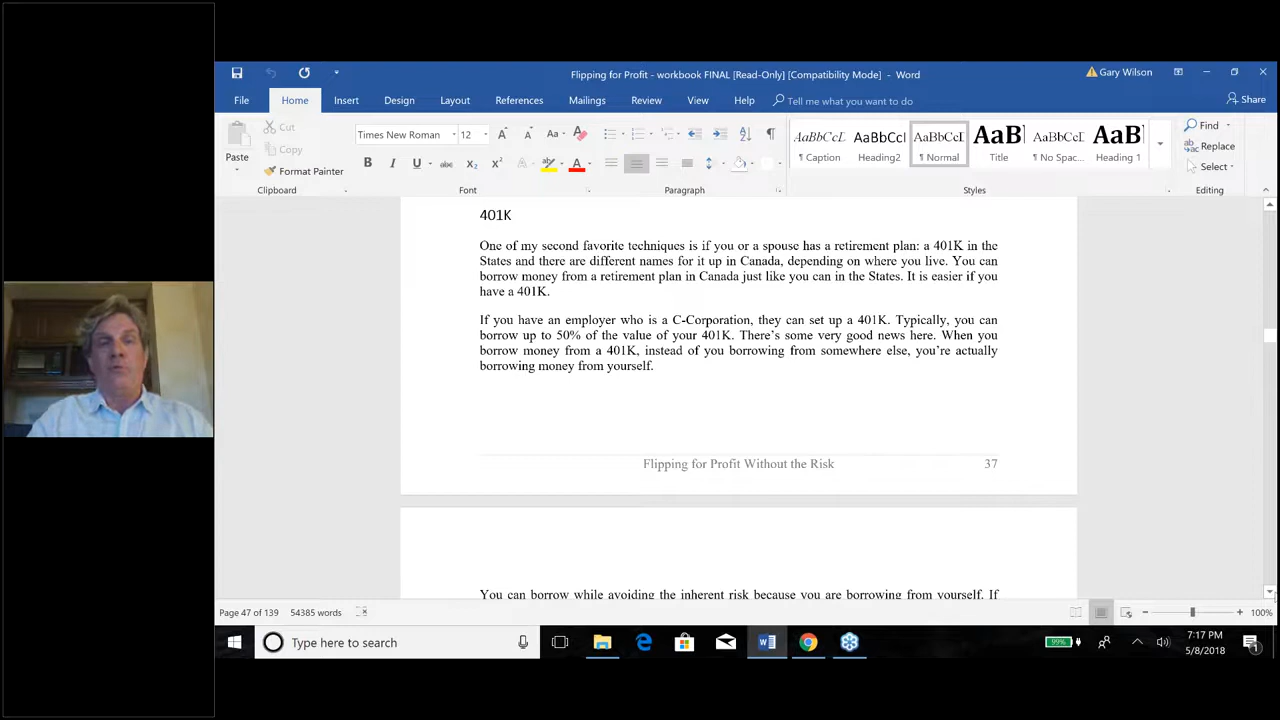 Flipping for Profit - workbook FINAL [Read-Only] [Compatibility Mode] - Word
Gary Wilson
File Home Insert Design Layout References Mailings Review View Help Tell me what you want to do
Share
Paste
Cut
Copy
Format Painter
Clipboard
Times New Roman 12
Font
Paragraph
AaBbCcD ¶ Caption
AaBbCcI Heading2
AaBbCcD ¶ Normal
AaB Title
AaBbCcD ¶ No Spac...
AaB Heading 1
Styles
Find
Replace
Select
Editing
401K
One of my second favorite techniques is if you or a spouse has a retirement plan: a 401K in the
States and there are different names for it up in Canada, depending on where you live. You can
borrow money from a retirement plan in Canada just like you can in the States. It is easier if you
have a 401K.
If you have an employer who is a C-Corporation, they can set up a 401K. Typically, you can
borrow up to 50% of the value of your 401K. There's some very good news here. When you
borrow money from a 401K, instead of you borrowing from somewhere else, you're actually
borrowing money from yourself.
Flipping for Profit Without the Risk 37
You can borrow while avoiding the inherent risk because you are borrowing from yourself. If
Page 47 of 139 54385 words
100%
Type here to search
99%
7:17 PM
5/8/2018
1